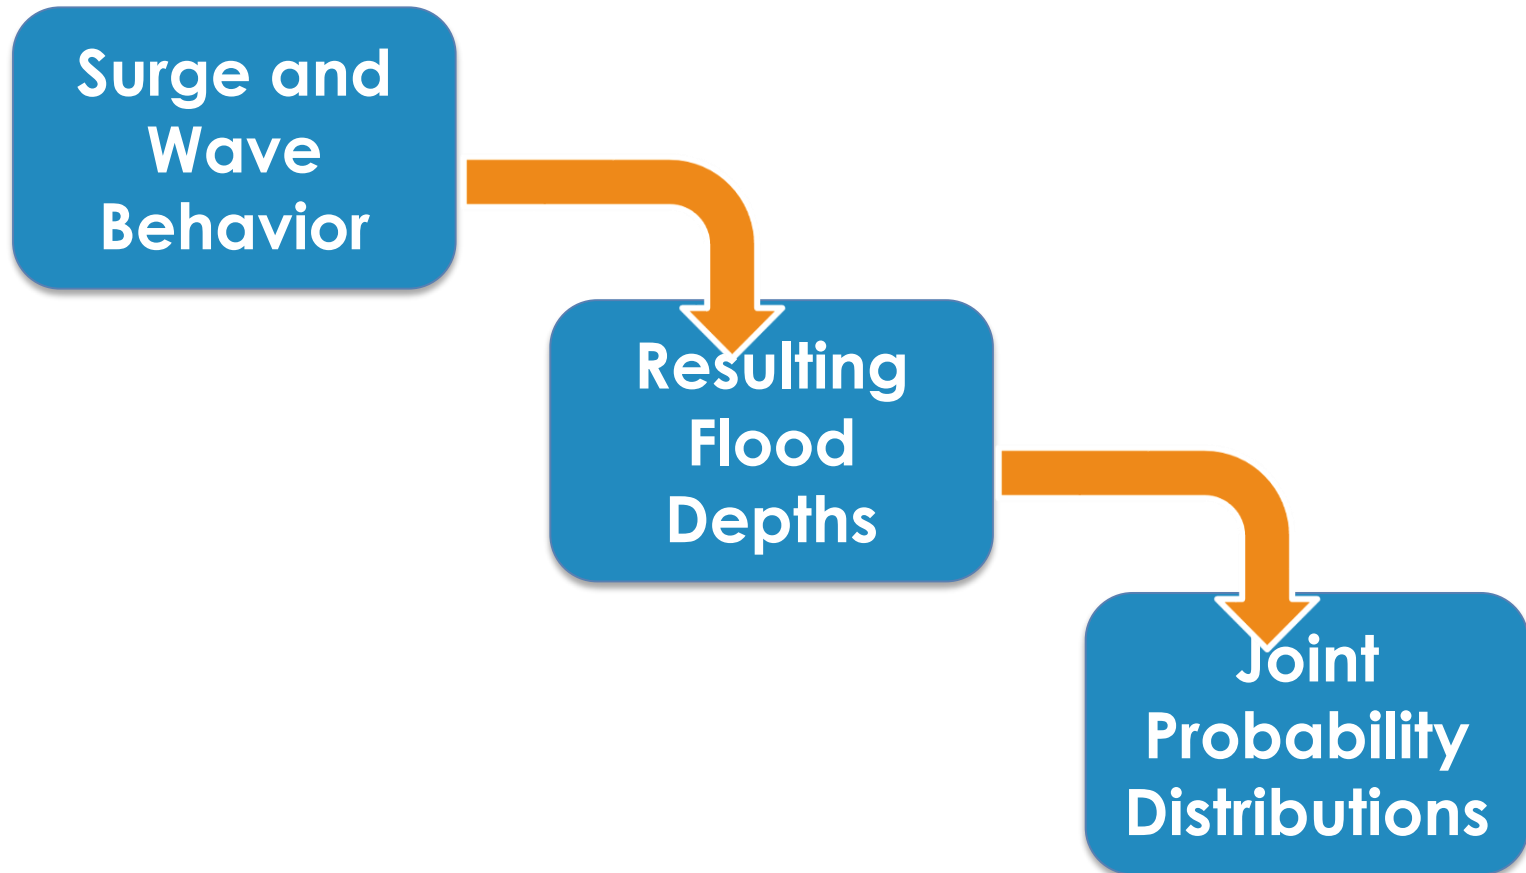 Surge and
Wave
Behavior
Resulting
Flood
Depths
Joint
Probability
Distributions